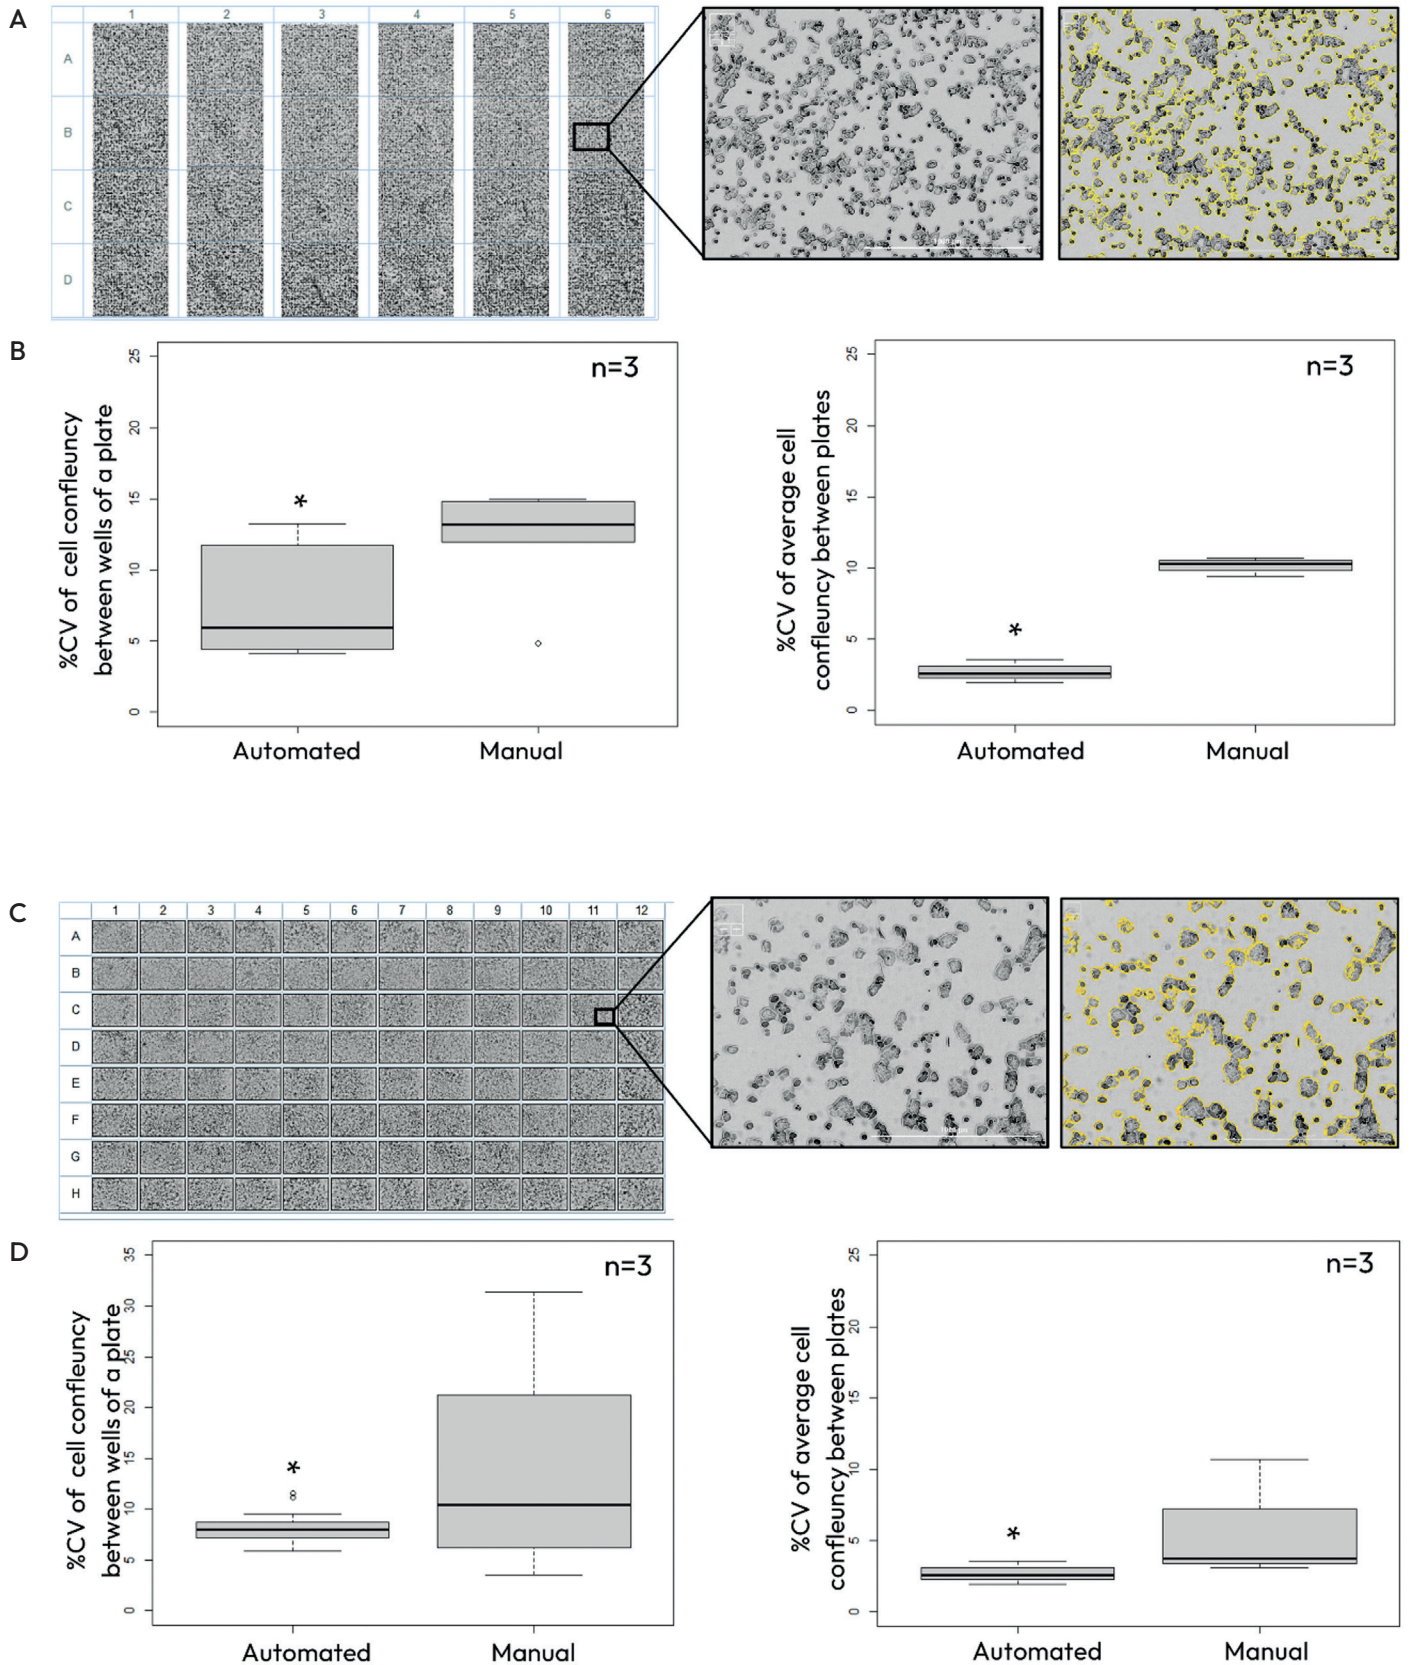 A
1 2 3 4 5 6
A
B
C
D
B
%CV of cell confleuncy
between wells of a plate
25
20
15
10
5
0
n=3
*
Automated Manual
%CV of average cell
confleuncy between plates
25
20
15
10
5
0
n=3
*
Automated Manual
C
1 2 3 4 5 6 7 8 9 10 11 12
A
B
C
D
E
F
G
H
D
%CV of cell confleuncy
between wells of a plate
35
30
25
20
15
10
5
0
n=3
*
Automated Manual
%CV of average cell
confleuncy between plates
25
20
15
10
5
0
n=3
*
Automated Manual